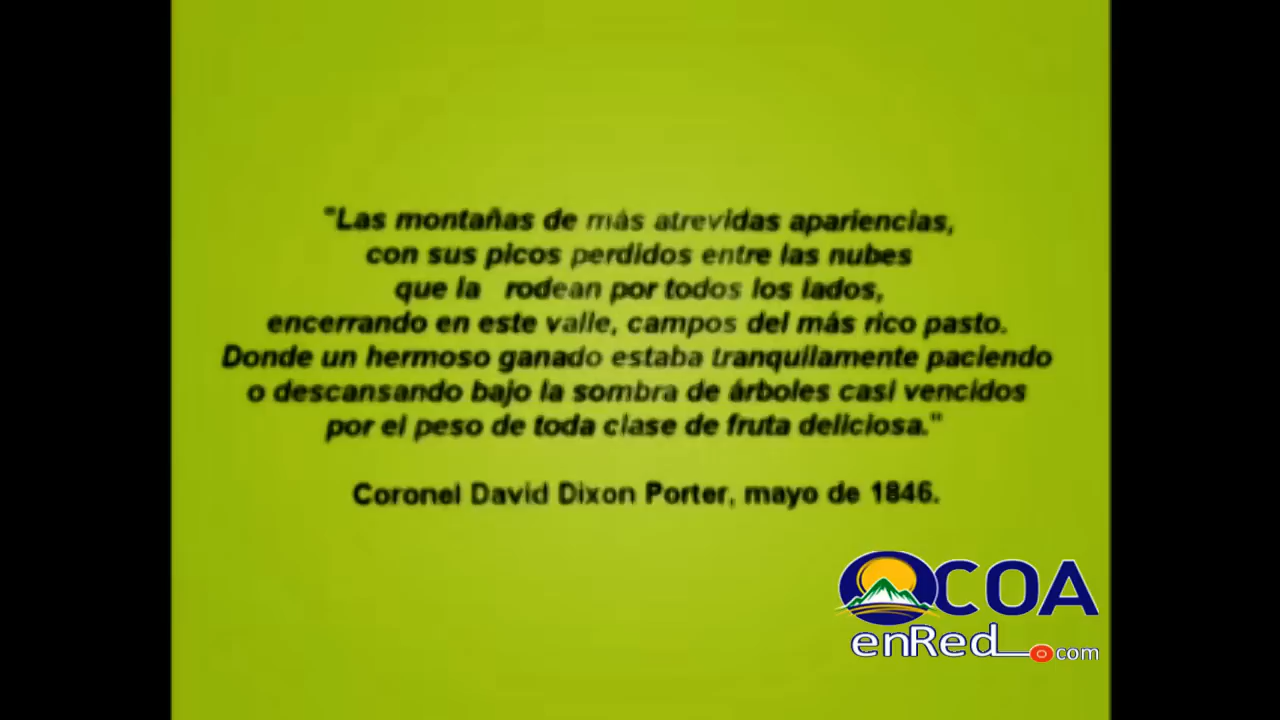 "Las montañas de más atrevidas apariencias,
con sus picos perdidos entre las nubes
que la rodean por todos los lados,
encerrando en este valle, campos del más rico pasto.
Donde un hermoso ganado estaba tranquilamente paciendo
o descansando bajo la sombra de árboles casi vencidos
por el peso de toda clase de fruta deliciosa."
Coronel David Dixon Porter, mayo de 1846.
OCOA
enRed.com